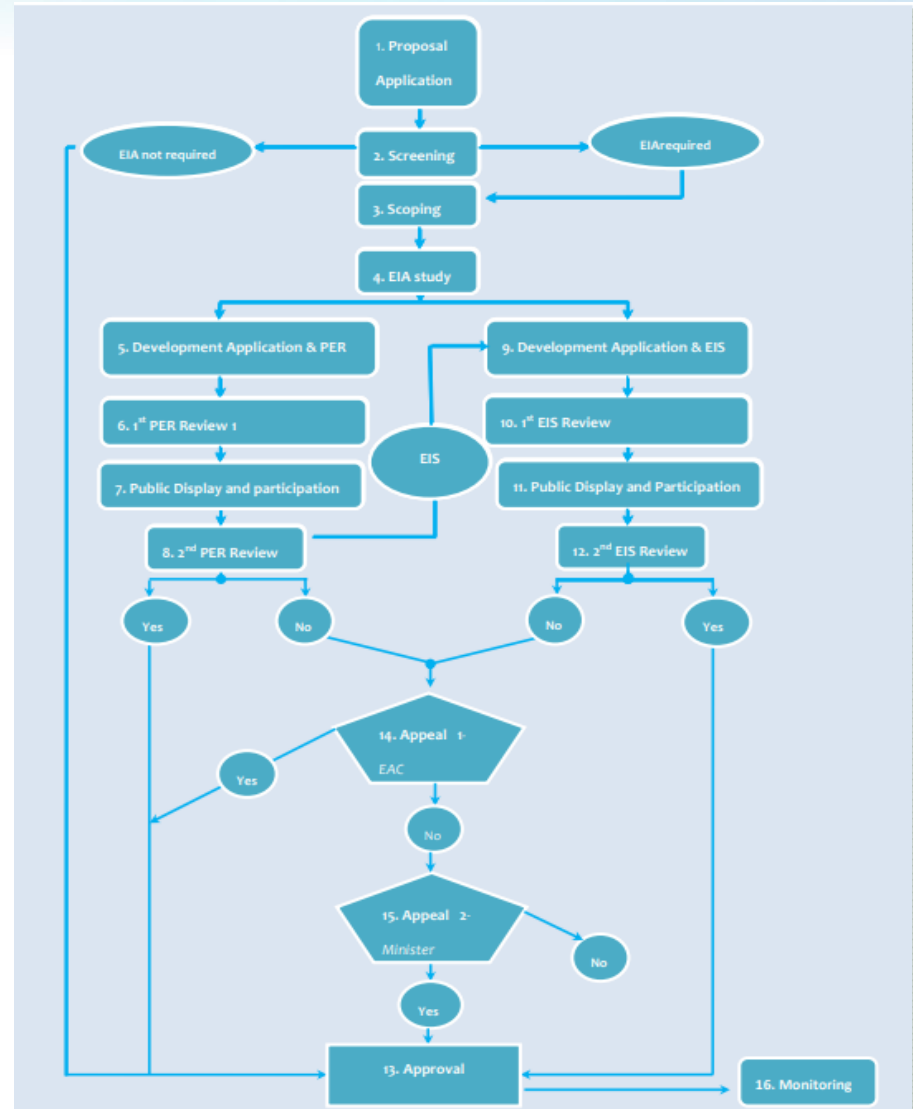 1. Proposal
Application
EIA not required
2. Screening
EIArequired
3. Scoping
4. EIA study
5. Development Application & PER
9. Development Application & EIS
6. 1st PER Review 1
10. 1st EIS Review
EIS
7. Public Display and participation
11. Public Display and Participation
8. 2nd PER Review
12. 2nd EIS Review
Yes
No
No
Yes
14. Appeal 1-
EAC
Yes
No
15. Appeal 2-
Minister
No
Yes
13. Approval
16. Monitoring